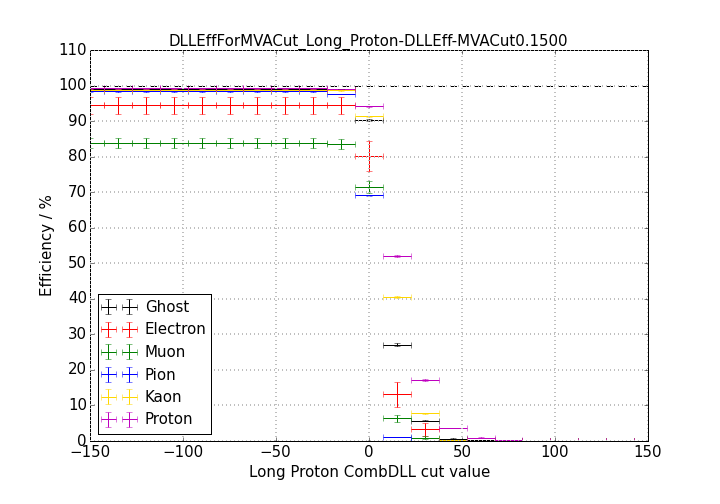 DLLEffForMVACut_Long_Proton-DLLEff-MVACut0.1500
110
100
90
80
70
60
50
40
30
20
10
0
Efficiency / %
Ghost
Electron
Muon
Pion
Kaon
Proton
−150
−100
−50
0
50
100
150
Long Proton CombDLL cut value